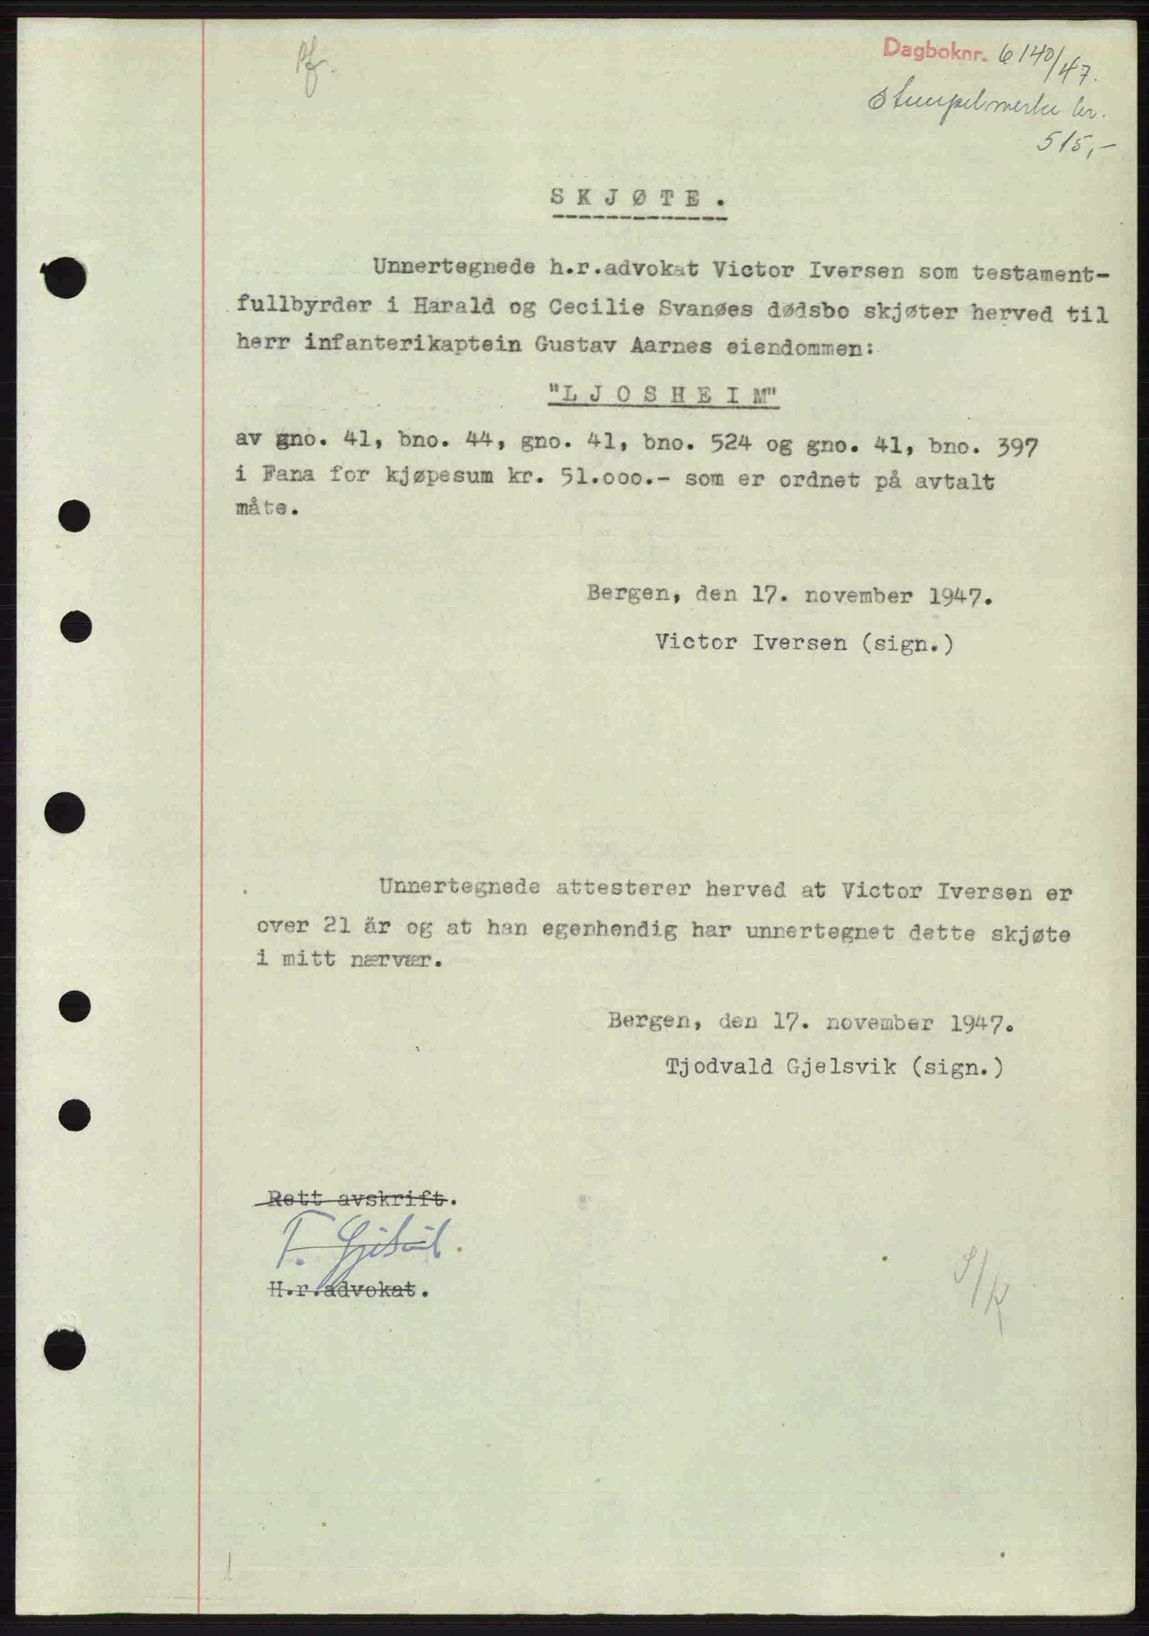 Dagboknr. 6140/47.
Stempelmerke kr.
515,-
S K J Ø T E .
Unnertegnede h.r.advokat Victor Iversen som testament-
fullbyrder i Harald og Cecilie Svanøes dødsbo skjøter herved til
herr infanterikaptein Gustav Aarnes eiendommen:
"L J O S H E I M"
av gno. 41, bno. 44, gno. 41, bno. 524 og gno. 41, bno. 397
i Fana for kjøpesum kr. 51.ooo.- som er ordnet på avtalt
måte.
Bergen, den 17. november 1947.
Victor Iversen (sign.)
Unnertegnede attesterer herved at Victor Iversen er
over 21 år og at han egenhendig har unnertegnet dette skjøte
i mitt nærvær.
Bergen, den 17. november 1947.
Tjodvald Gjelsvik (sign.)
Rett avskrift.
H.r.advokat.